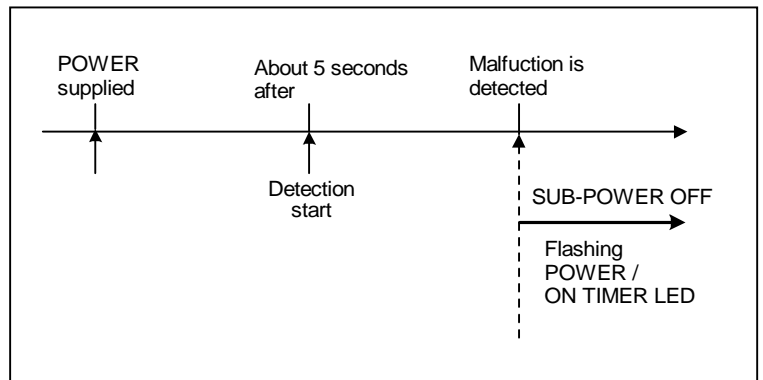 POWER
supplied
About 5 seconds
after
Malfuction is
detected
Detection
start
SUB-POWER OFF
Flashing
POWER /
ON TIMER LED